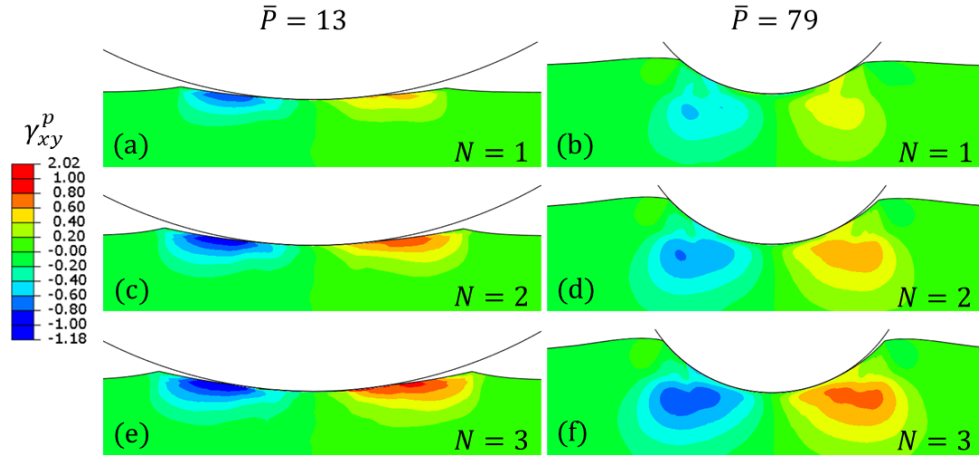 P̄ = 13
P̄ = 79
γᵖxy
2.02
1.00
0.80
0.60
0.40
0.20
-0.00
-0.20
-0.40
-0.60
-0.80
-1.00
-1.18
(a) N = 1
(b) N = 1
(c) N = 2
(d) N = 2
(e) N = 3
(f) N = 3